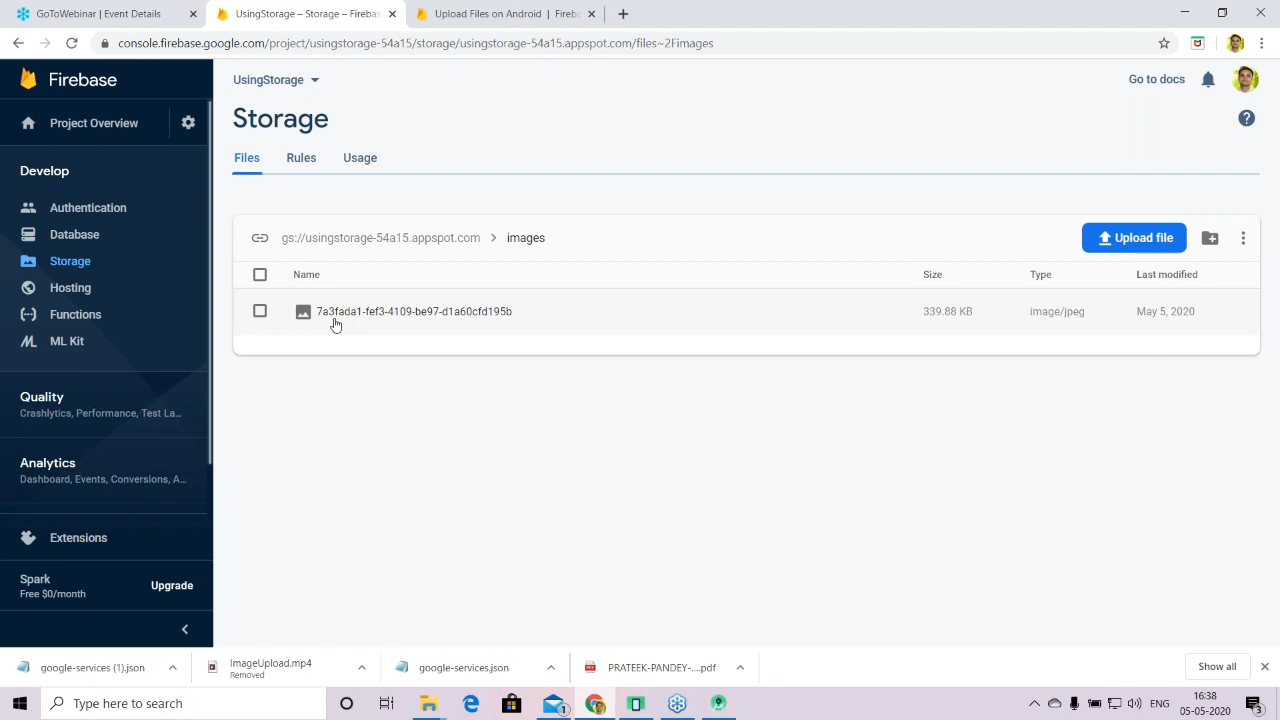 GoToWebinar | Event Details
UsingStorage – Storage – Firebas
Upload Files on Android | Fireb
console.firebase.google.com/project/usingstorage-54a15/storage/usingstorage-54a15.appspot.com/files~2Fimages
Firebase
UsingStorage
Go to docs
Project Overview
Storage
Files
Rules
Usage
Develop
Authentication
Database
Storage
Hosting
Functions
ML Kit
gs://usingstorage-54a15.appspot.com
images
Upload file
Name
Size
Type
Last modified
7a3fada1-fef3-4109-be97-d1a60cfd195b
339.88 KB
image/jpeg
May 5, 2020
Quality
Crashlytics, Performance, Test La...
Analytics
Dashboard, Events, Conversions, A...
Extensions
Spark
Free $0/month
Upgrade
google-services (1).json
ImageUpload.mp4
Removed
google-services.json
PRATEEK-PANDEY-....pdf
Show all
Type here to search
1
ENG
16:38
05-05-2020
3